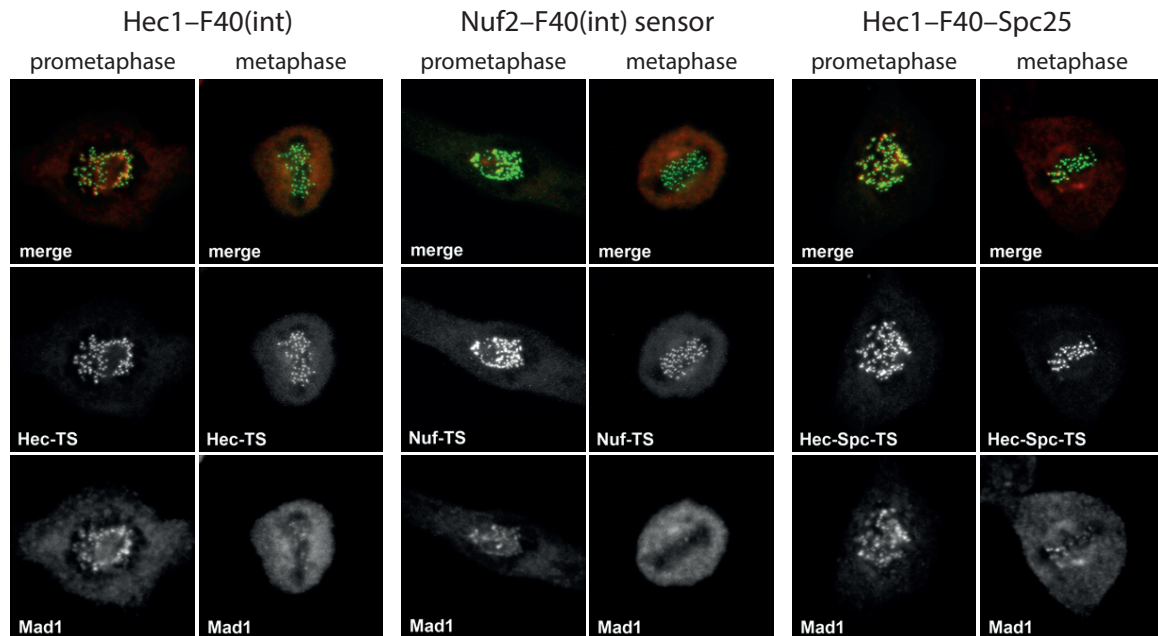 Hec1–F40(int) Nuf2–F40(int) sensor Hec1–F40–Spc25
prometaphase metaphase prometaphase metaphase prometaphase metaphase
merge merge merge merge merge merge
Hec-TS Hec-TS Nuf-TS Nuf-TS Hec-Spc-TS Hec-Spc-TS
Mad1 Mad1 Mad1 Mad1 Mad1 Mad1